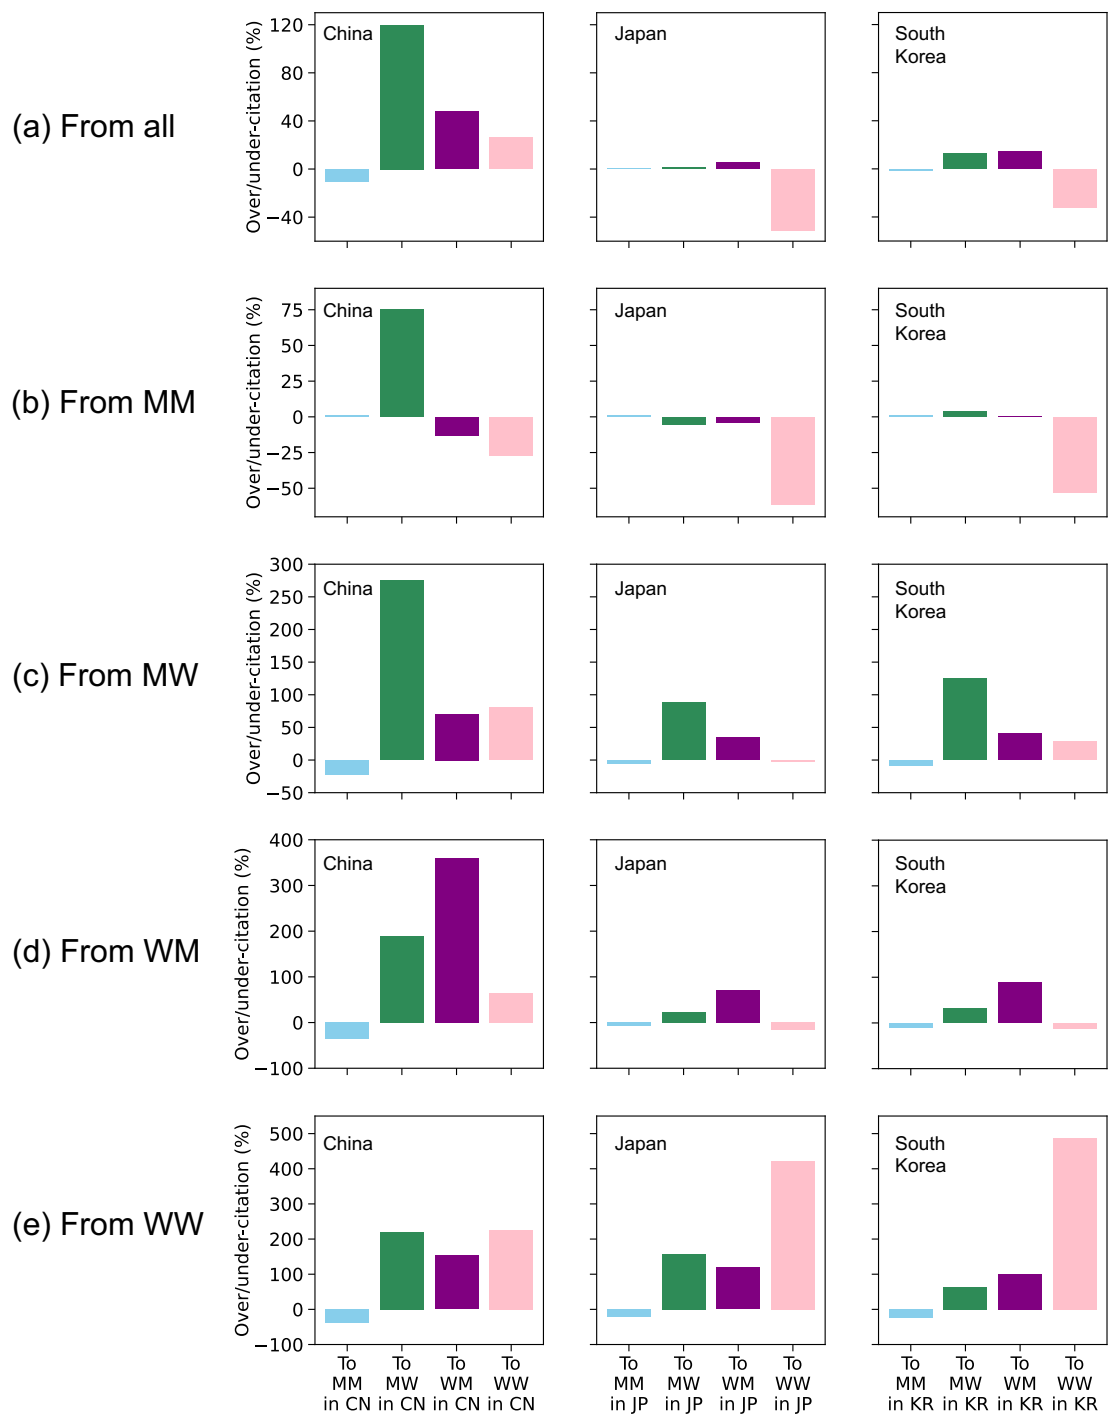 (a) From all
Over/under-citation (%)
120
80
40
0
−40
China
Japan
South
Korea
(b) From MM
Over/under-citation (%)
75
50
25
0
−25
−50
China
Japan
South
Korea
(c) From MW
Over/under-citation (%)
300
250
200
150
100
50
0
−50
China
Japan
South
Korea
(d) From WM
Over/under-citation (%)
400
300
200
100
0
−100
China
Japan
South
Korea
(e) From WW
Over/under-citation (%)
500
400
300
200
100
0
−100
China
Japan
South
Korea
To To To To To To To To To To To To
MM MW WM WW MM MW WM WW MM MW WM WW
in CN in CN in CN in CN in JP in JP in JP in JP in KR in KR in KR in KR